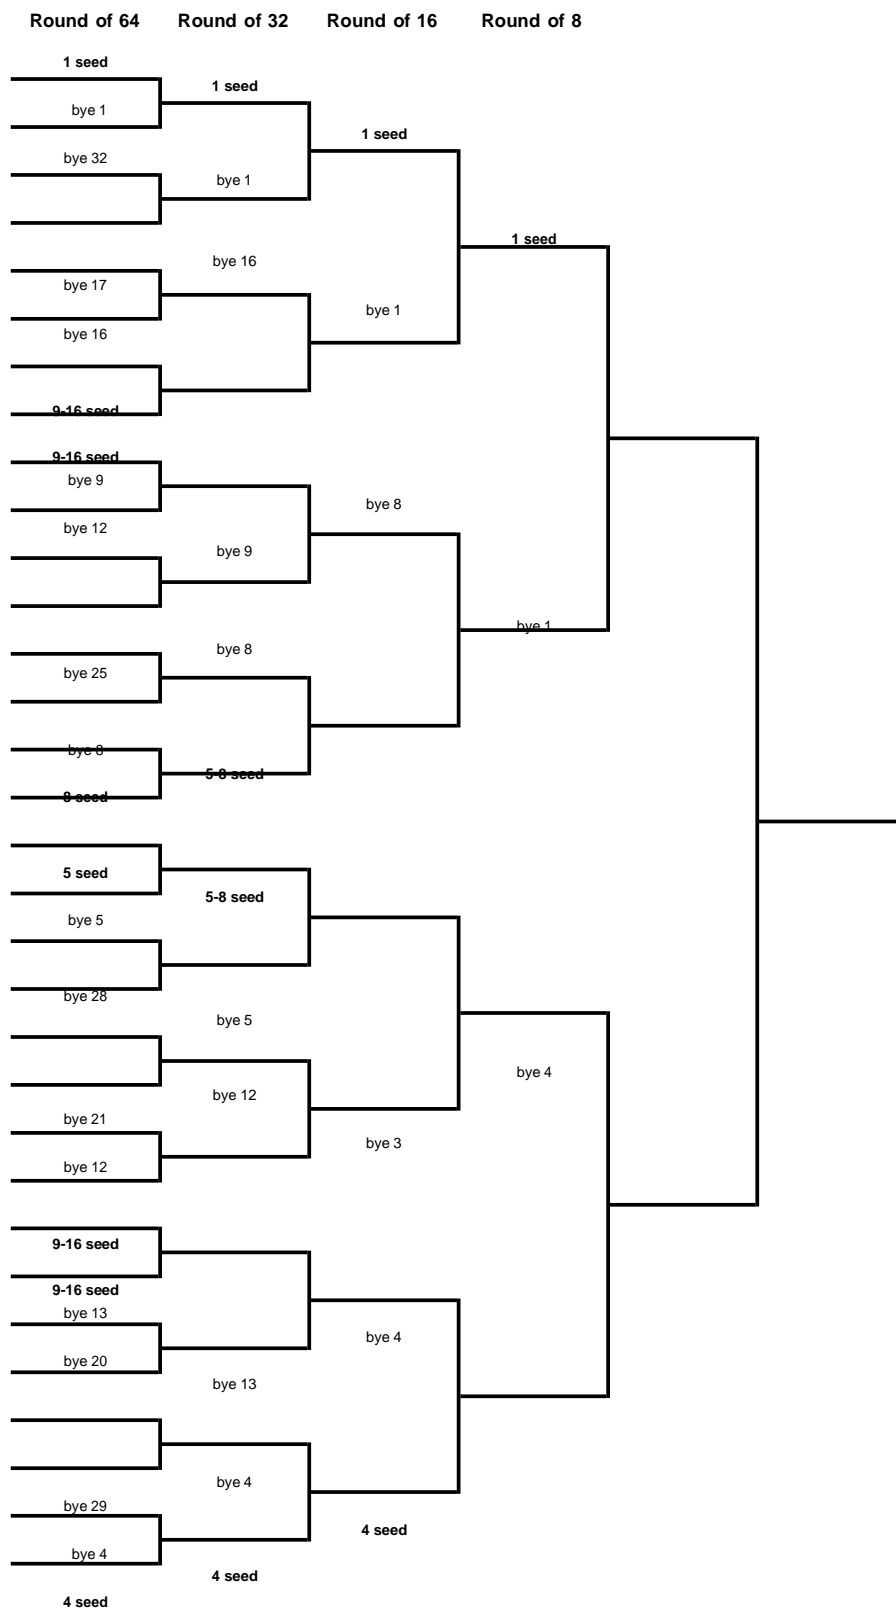 Round of 64 Round of 32 Round of 16 Round of 8
1 seed
1 seed
bye 1
1 seed
bye 32
bye 1
1 seed
bye 16
bye 17
bye 1
bye 16
9-16 seed
9-16 seed
bye 9
bye 8
bye 12
bye 9
bye 1
bye 8
bye 25
bye 8
5-8 seed
8 seed
5 seed
5-8 seed
bye 5
bye 28
bye 5
bye 4
bye 12
bye 21
bye 3
bye 12
9-16 seed
9-16 seed
bye 13
bye 4
bye 20
bye 13
bye 4
bye 29
4 seed
bye 4
4 seed
4 seed